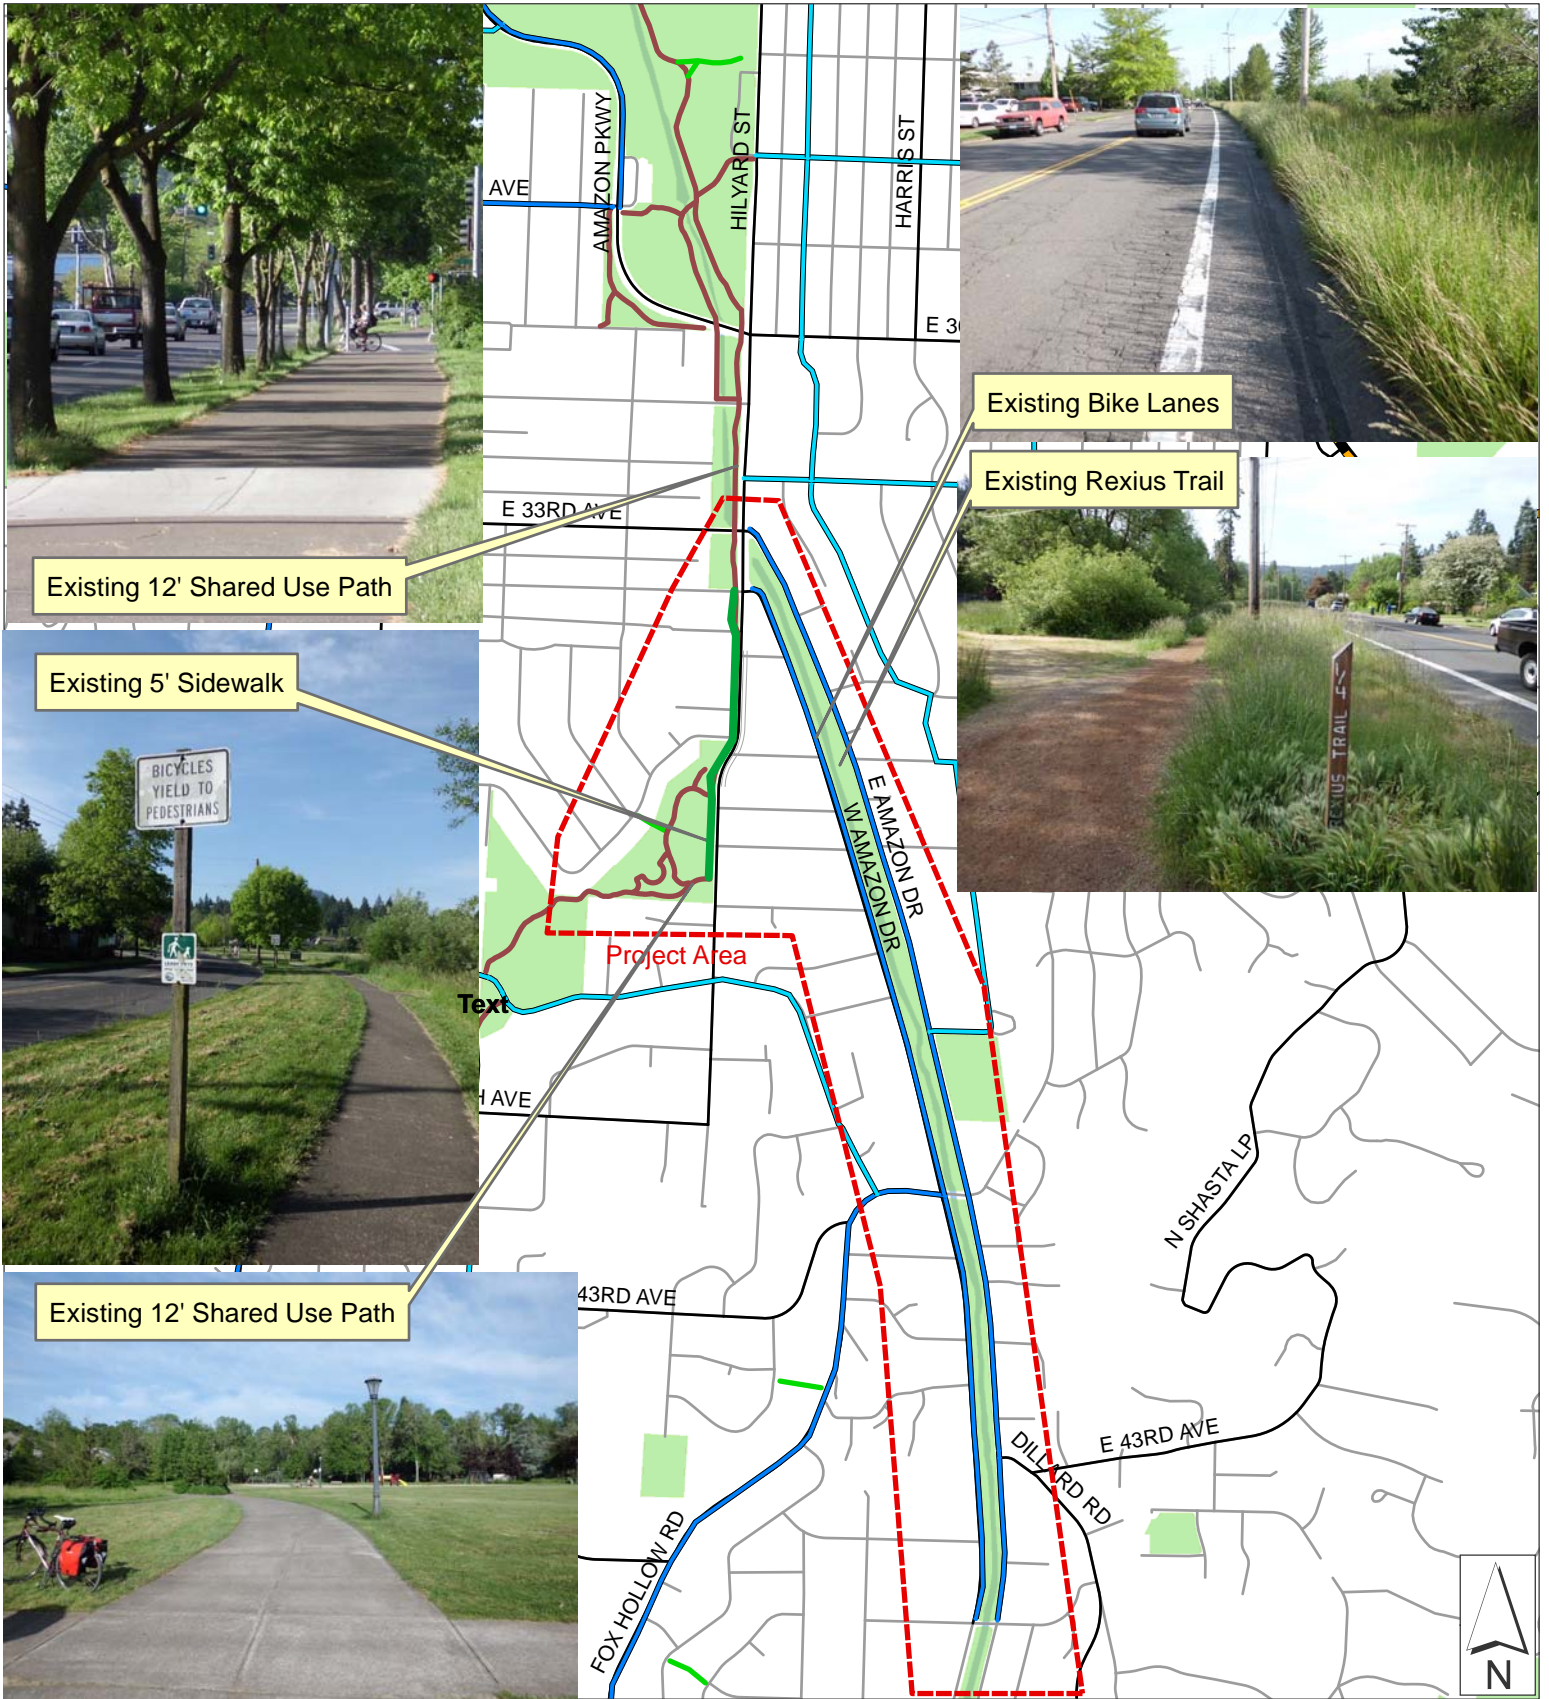 AMAZON PKWY
HILYARD ST
HARRIS ST
AVE
E 30
Existing Bike Lanes
Existing Rexius Trail
E 33RD AVE
Existing 12' Shared Use Path
Existing 5' Sidewalk
BICYCLES
YIELD TO
PEDESTRIANS
TRAIL
E AMAZON DR
W AMAZON DR
Project Area
Text
H AVE
N SHASTA LP
Existing 12' Shared Use Path
43RD AVE
E 43RD AVE
DILLARD RD
FOX HOLLOW RD
N